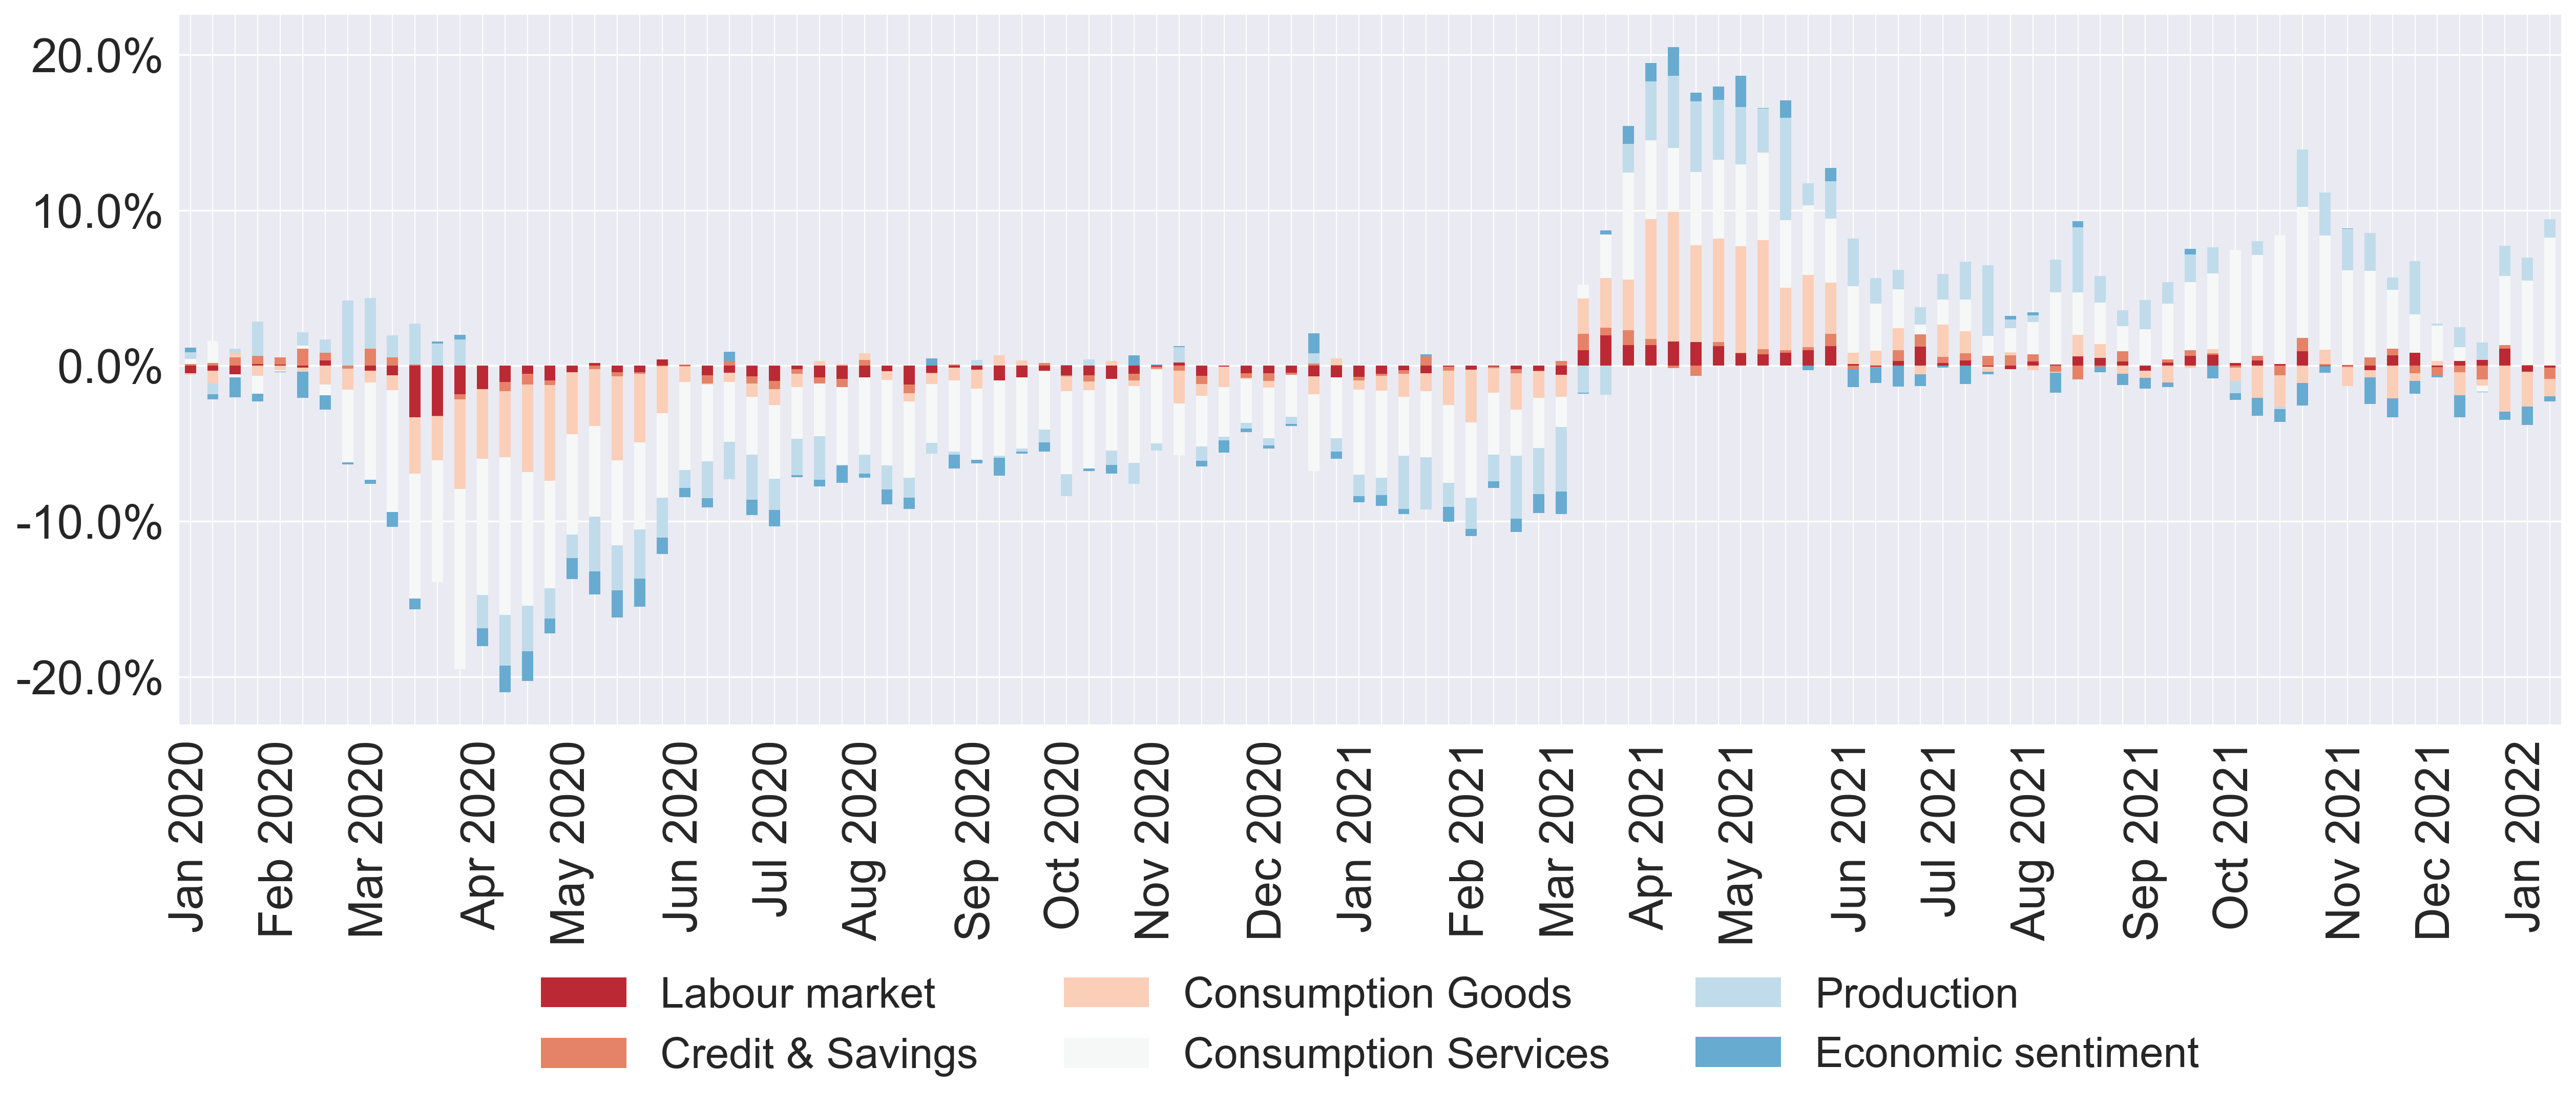 20.0%
10.0%
0.0%
-10.0%
-20.0%
Jan 2020
Feb 2020
Mar 2020
Apr 2020
May 2020
Jun 2020
Jul 2020
Aug 2020
Sep 2020
Oct 2020
Nov 2020
Dec 2020
Jan 2021
Feb 2021
Mar 2021
Apr 2021
May 2021
Jun 2021
Jul 2021
Aug 2021
Sep 2021
Oct 2021
Nov 2021
Dec 2021
Jan 2022
Labour market
Consumption Goods
Production
Credit & Savings
Consumption Services
Economic sentiment